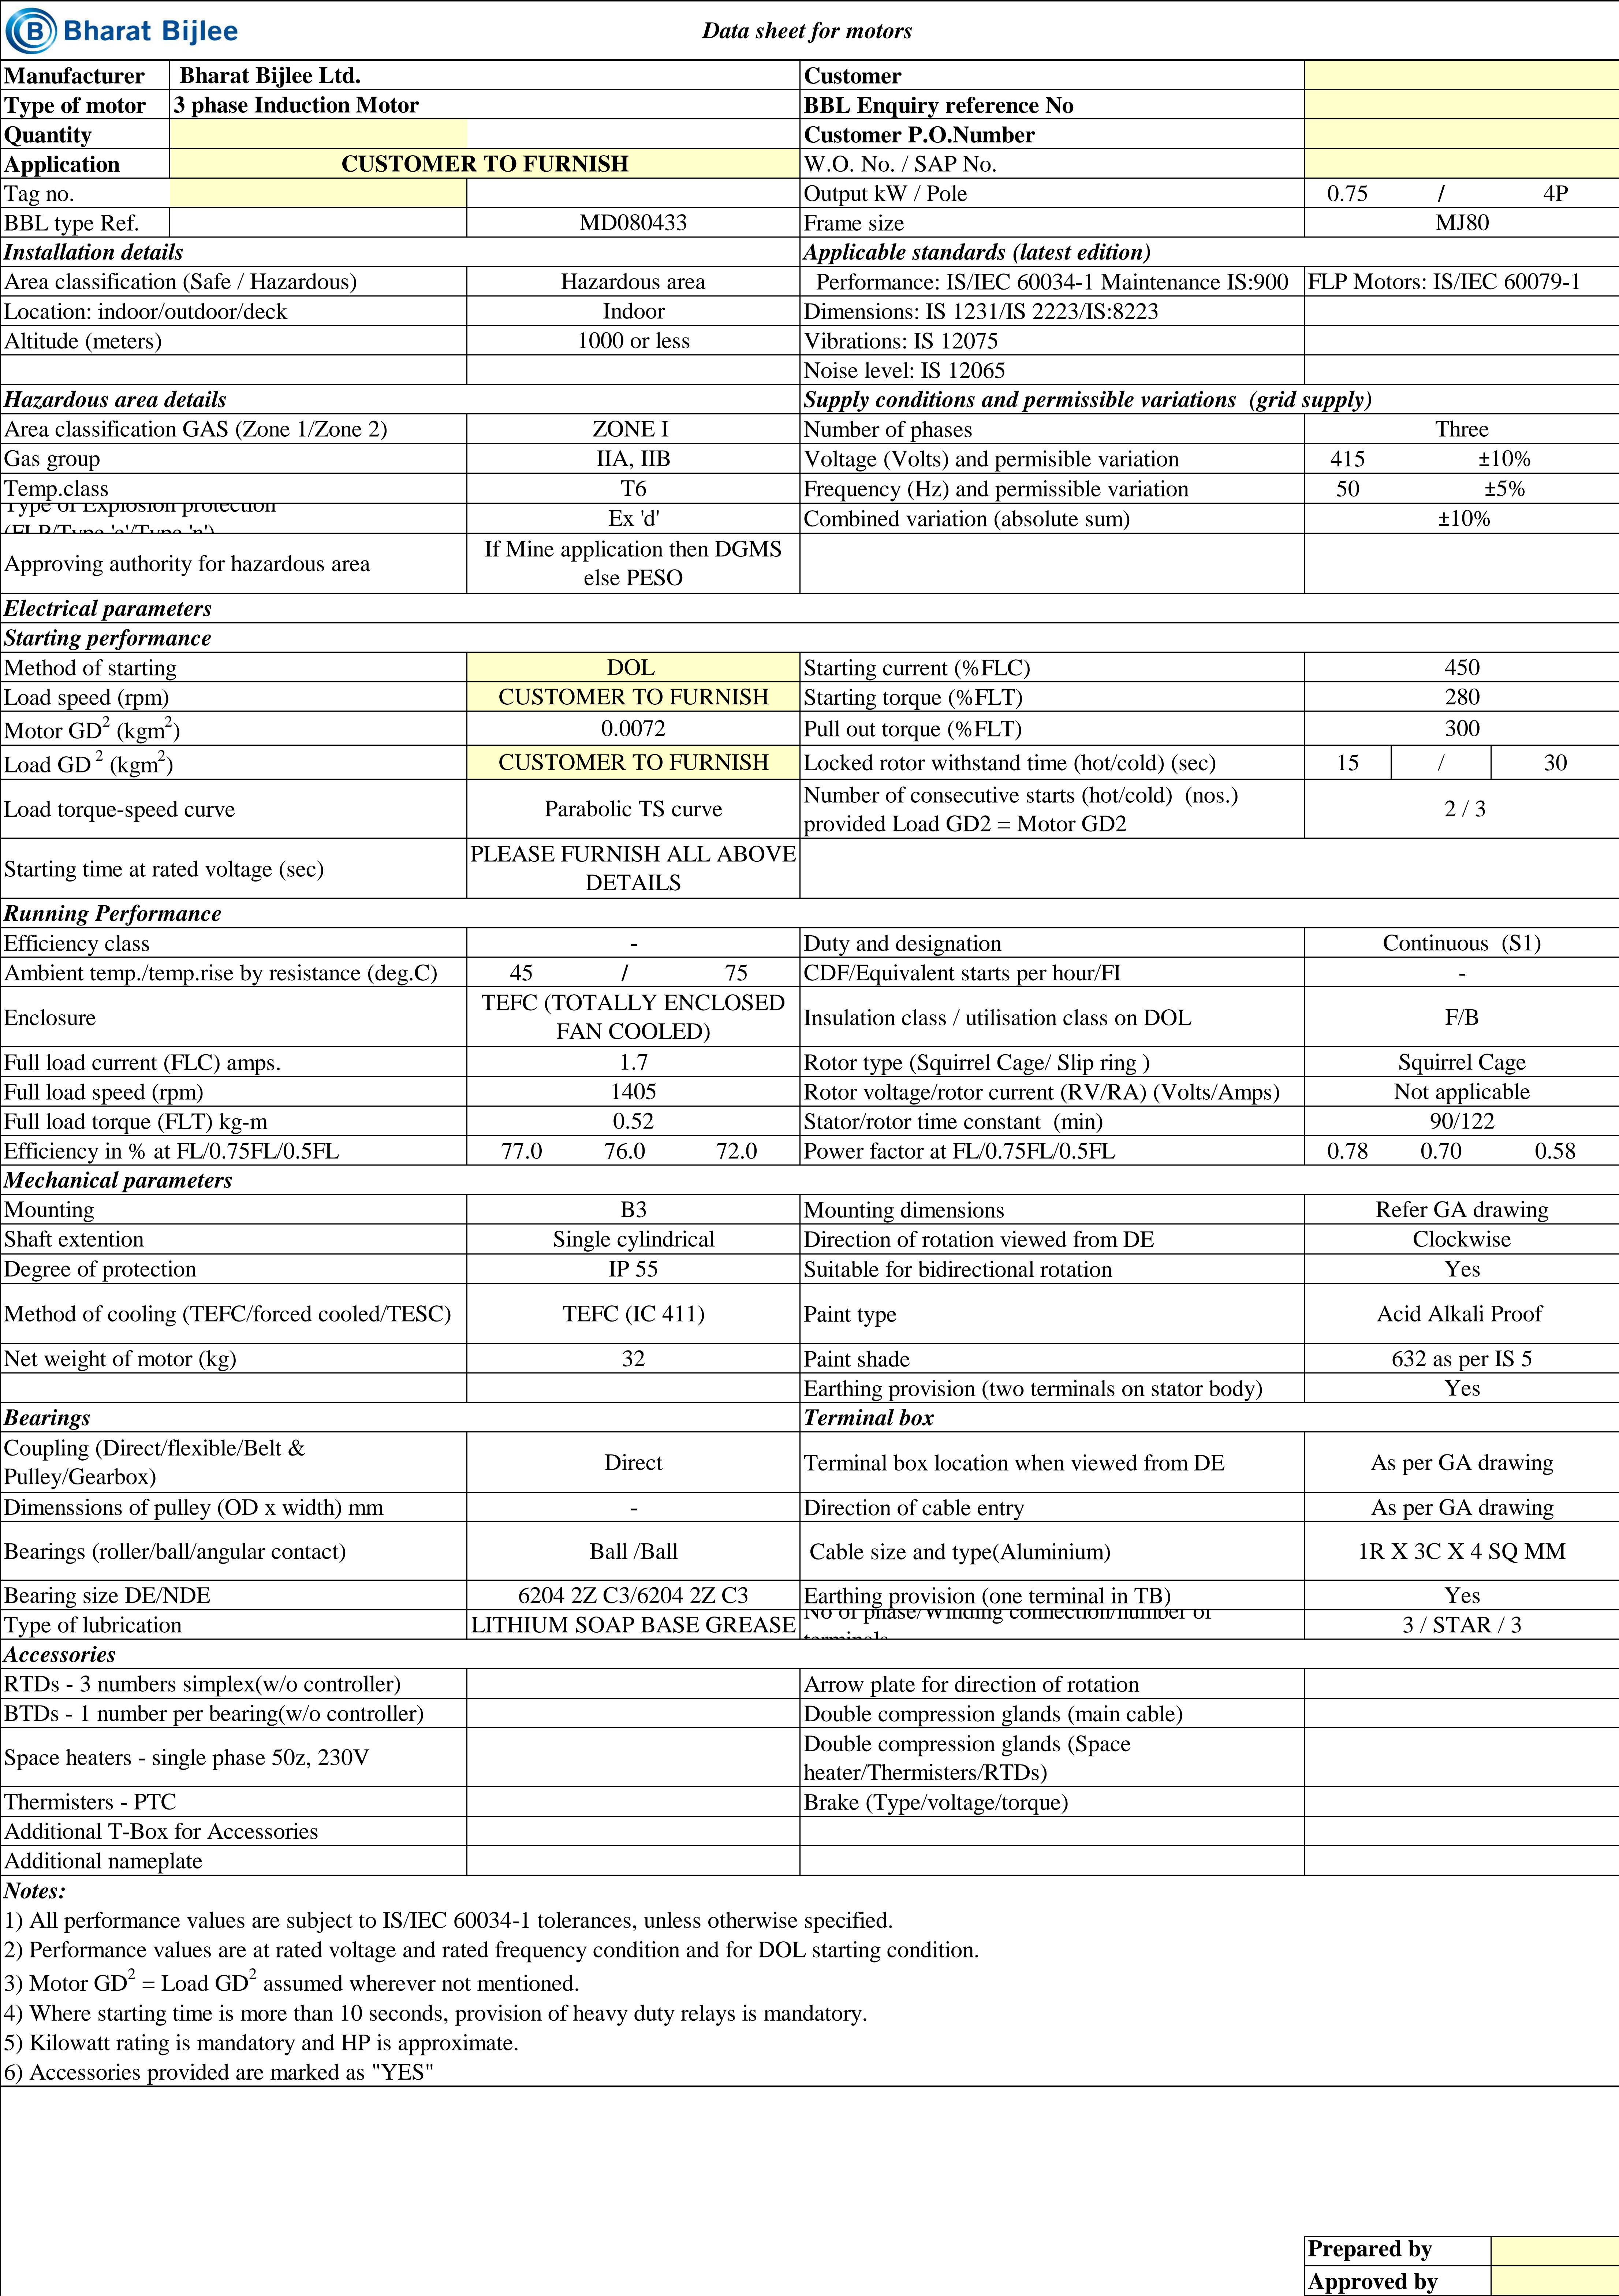 B Bharat Bijlee
Data sheet for motors
Manufacturer Bharat Bijlee Ltd. Customer
Type of motor 3 phase Induction Motor BBL Enquiry reference No
Quantity Customer P.O.Number
Application CUSTOMER TO FURNISH W.O. No. / SAP No.
Tag no. Output kW / Pole 0.75 / 4P
BBL type Ref. MD080433 Frame size MJ80
Installation details Applicable standards (latest edition)
Area classification (Safe / Hazardous) Hazardous area Performance: IS/IEC 60034-1 Maintenance IS:900 FLP Motors: IS/IEC 60079-1
Location: indoor/outdoor/deck Indoor Dimensions: IS 1231/IS 2223/IS:8223
Altitude (meters) 1000 or less Vibrations: IS 12075
Noise level: IS 12065
Hazardous area details Supply conditions and permissible variations (grid supply)
Area classification GAS (Zone 1/Zone 2) ZONE I Number of phases Three
Gas group IIA, IIB Voltage (Volts) and permisible variation 415 ±10%
Temp.class T6 Frequency (Hz) and permissible variation 50 ±5%
Type of Explosion protection
(FLP/Type 'e'/Type 'n') Ex 'd' Combined variation (absolute sum) ±10%
Approving authority for hazardous area If Mine application then DGMS
else PESO
Electrical parameters
Starting performance
Method of starting DOL Starting current (%FLC) 450
Load speed (rpm) CUSTOMER TO FURNISH Starting torque (%FLT) 280
Motor GD² (kgm²) 0.0072 Pull out torque (%FLT) 300
Load GD ² (kgm²) CUSTOMER TO FURNISH Locked rotor withstand time (hot/cold) (sec) 15 / 30
Load torque-speed curve Parabolic TS curve Number of consecutive starts (hot/cold) (nos.)
provided Load GD2 = Motor GD2 2 / 3
Starting time at rated voltage (sec) PLEASE FURNISH ALL ABOVE
DETAILS
Running Performance
Efficiency class - Duty and designation Continuous (S1)
Ambient temp./temp.rise by resistance (deg.C) 45 / 75 CDF/Equivalent starts per hour/FI -
Enclosure TEFC (TOTALLY ENCLOSED
FAN COOLED) Insulation class / utilisation class on DOL F/B
Full load current (FLC) amps. 1.7 Rotor type (Squirrel Cage/ Slip ring ) Squirrel Cage
Full load speed (rpm) 1405 Rotor voltage/rotor current (RV/RA) (Volts/Amps) Not applicable
Full load torque (FLT) kg-m 0.52 Stator/rotor time constant (min) 90/122
Efficiency in % at FL/0.75FL/0.5FL 77.0 76.0 72.0 Power factor at FL/0.75FL/0.5FL 0.78 0.70 0.58
Mechanical parameters
Mounting B3 Mounting dimensions Refer GA drawing
Shaft extention Single cylindrical Direction of rotation viewed from DE Clockwise
Degree of protection IP 55 Suitable for bidirectional rotation Yes
Method of cooling (TEFC/forced cooled/TESC) TEFC (IC 411) Paint type Acid Alkali Proof
Net weight of motor (kg) 32 Paint shade 632 as per IS 5
Earthing provision (two terminals on stator body) Yes
Bearings Terminal box
Coupling (Direct/flexible/Belt &
Pulley/Gearbox) Direct Terminal box location when viewed from DE As per GA drawing
Dimenssions of pulley (OD x width) mm - Direction of cable entry As per GA drawing
Bearings (roller/ball/angular contact) Ball /Ball Cable size and type(Aluminium) 1R X 3C X 4 SQ MM
Bearing size DE/NDE 6204 2Z C3/6204 2Z C3 Earthing provision (one terminal in TB) Yes
Type of lubrication LITHIUM SOAP BASE GREASE No of phase/Winding connection/number of
terminals 3 / STAR / 3
Accessories
RTDs - 3 numbers simplex(w/o controller) Arrow plate for direction of rotation
BTDs - 1 number per bearing(w/o controller) Double compression glands (main cable)
Space heaters - single phase 50z, 230V Double compression glands (Space
heater/Thermisters/RTDs)
Thermisters - PTC Brake (Type/voltage/torque)
Additional T-Box for Accessories
Additional nameplate
Notes:
1) All performance values are subject to IS/IEC 60034-1 tolerances, unless otherwise specified.
2) Performance values are at rated voltage and rated frequency condition and for DOL starting condition.
3) Motor GD² = Load GD² assumed wherever not mentioned.
4) Where starting time is more than 10 seconds, provision of heavy duty relays is mandatory.
5) Kilowatt rating is mandatory and HP is approximate.
6) Accessories provided are marked as "YES"
Prepared by
Approved by